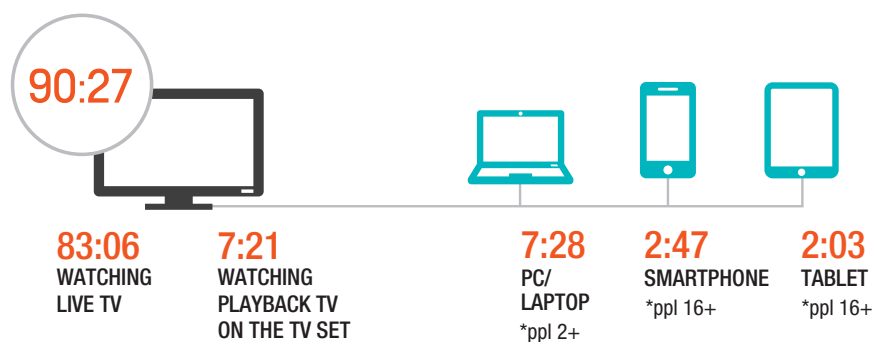 90:27
83:06
WATCHING
LIVE TV
7:21
WATCHING
PLAYBACK TV
ON THE TV SET
7:28
PC/
LAPTOP
*ppl 2+
2:47
SMARTPHONE
*ppl 16+
2:03
TABLET
*ppl 16+